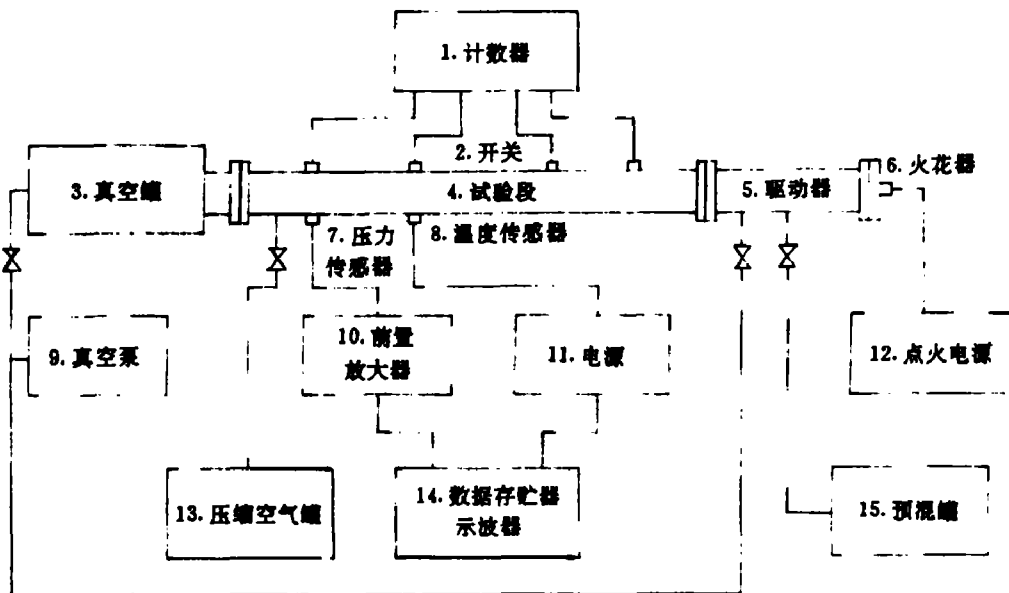 1.计数器
2.开关
3.真空罐
4.试验段
5.驱动器
6.火花器
7.压力
传感器
8.温度传感器
9.真空泵
10.前置
放大器
11.电源
12.点火电源
13.压缩空气罐
14.数据存贮器
示波器
15.预混罐